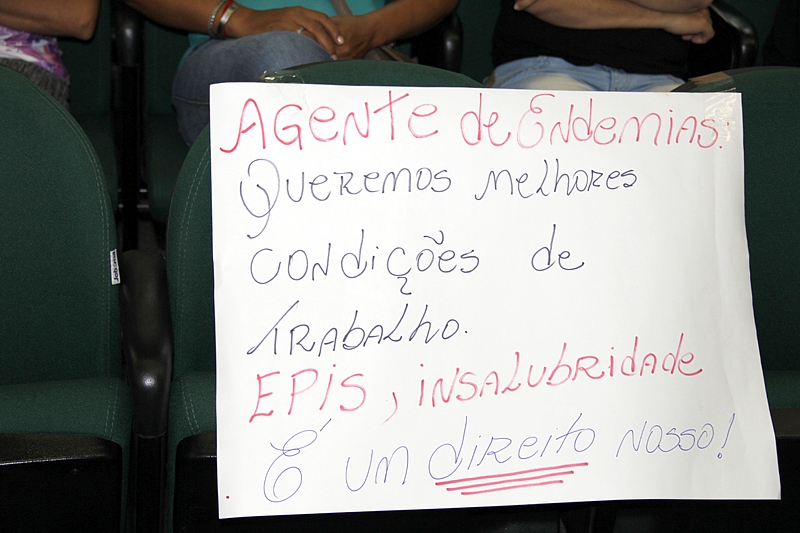 AGENTE de ENdEMIAS:
QUEREMOS MELHORES
CONdiÇÕES de
TRABALHO.
EPIS, INSALUBRIdAdE
É UM direito NOSSO!